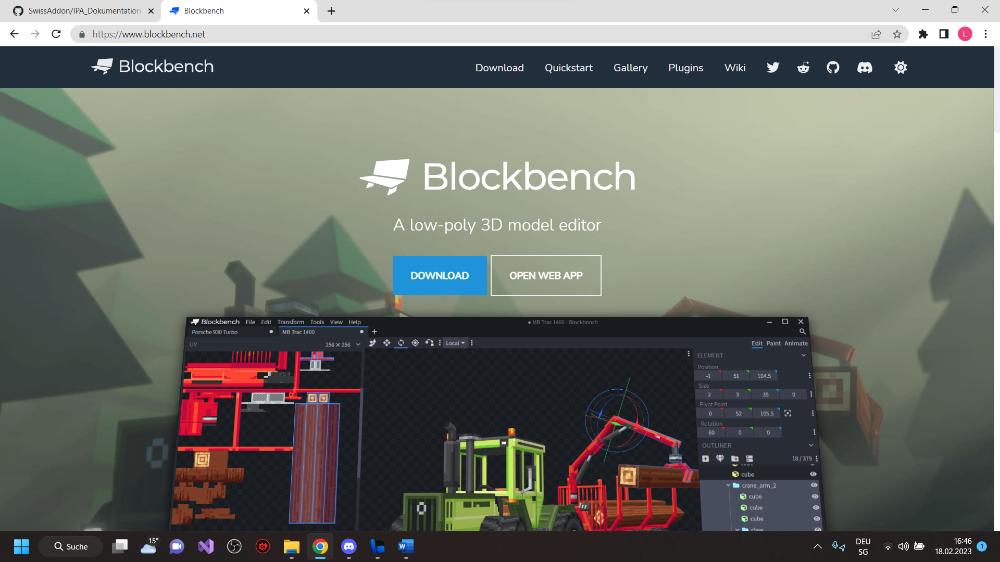 SwissAddon/IPA_Dokumentation
Blockbench
https://www.blockbench.net
L
Blockbench
Download
Quickstart
Gallery
Plugins
Wiki
Blockbench
A low-poly 3D model editor
DOWNLOAD
OPEN WEB APP
Blockbench File Edit Transform Tools View Help
MB Trac 1400 - Blockbench
Porsche 930 Turbo
MB Trac 1400
UV
256 × 256
Local
Edit Paint Animate
ELEMENT
Position
-1 51 104.5
Size
2 3 35 0
Pivot Point
0 52 105.5
Rotation
60 0 0
OUTLINER
18 / 379
cube
cube
crane_arm_2
cube
cube
cube
claw
Suche
15°
DEU
SG
16:46
18.02.2023
1